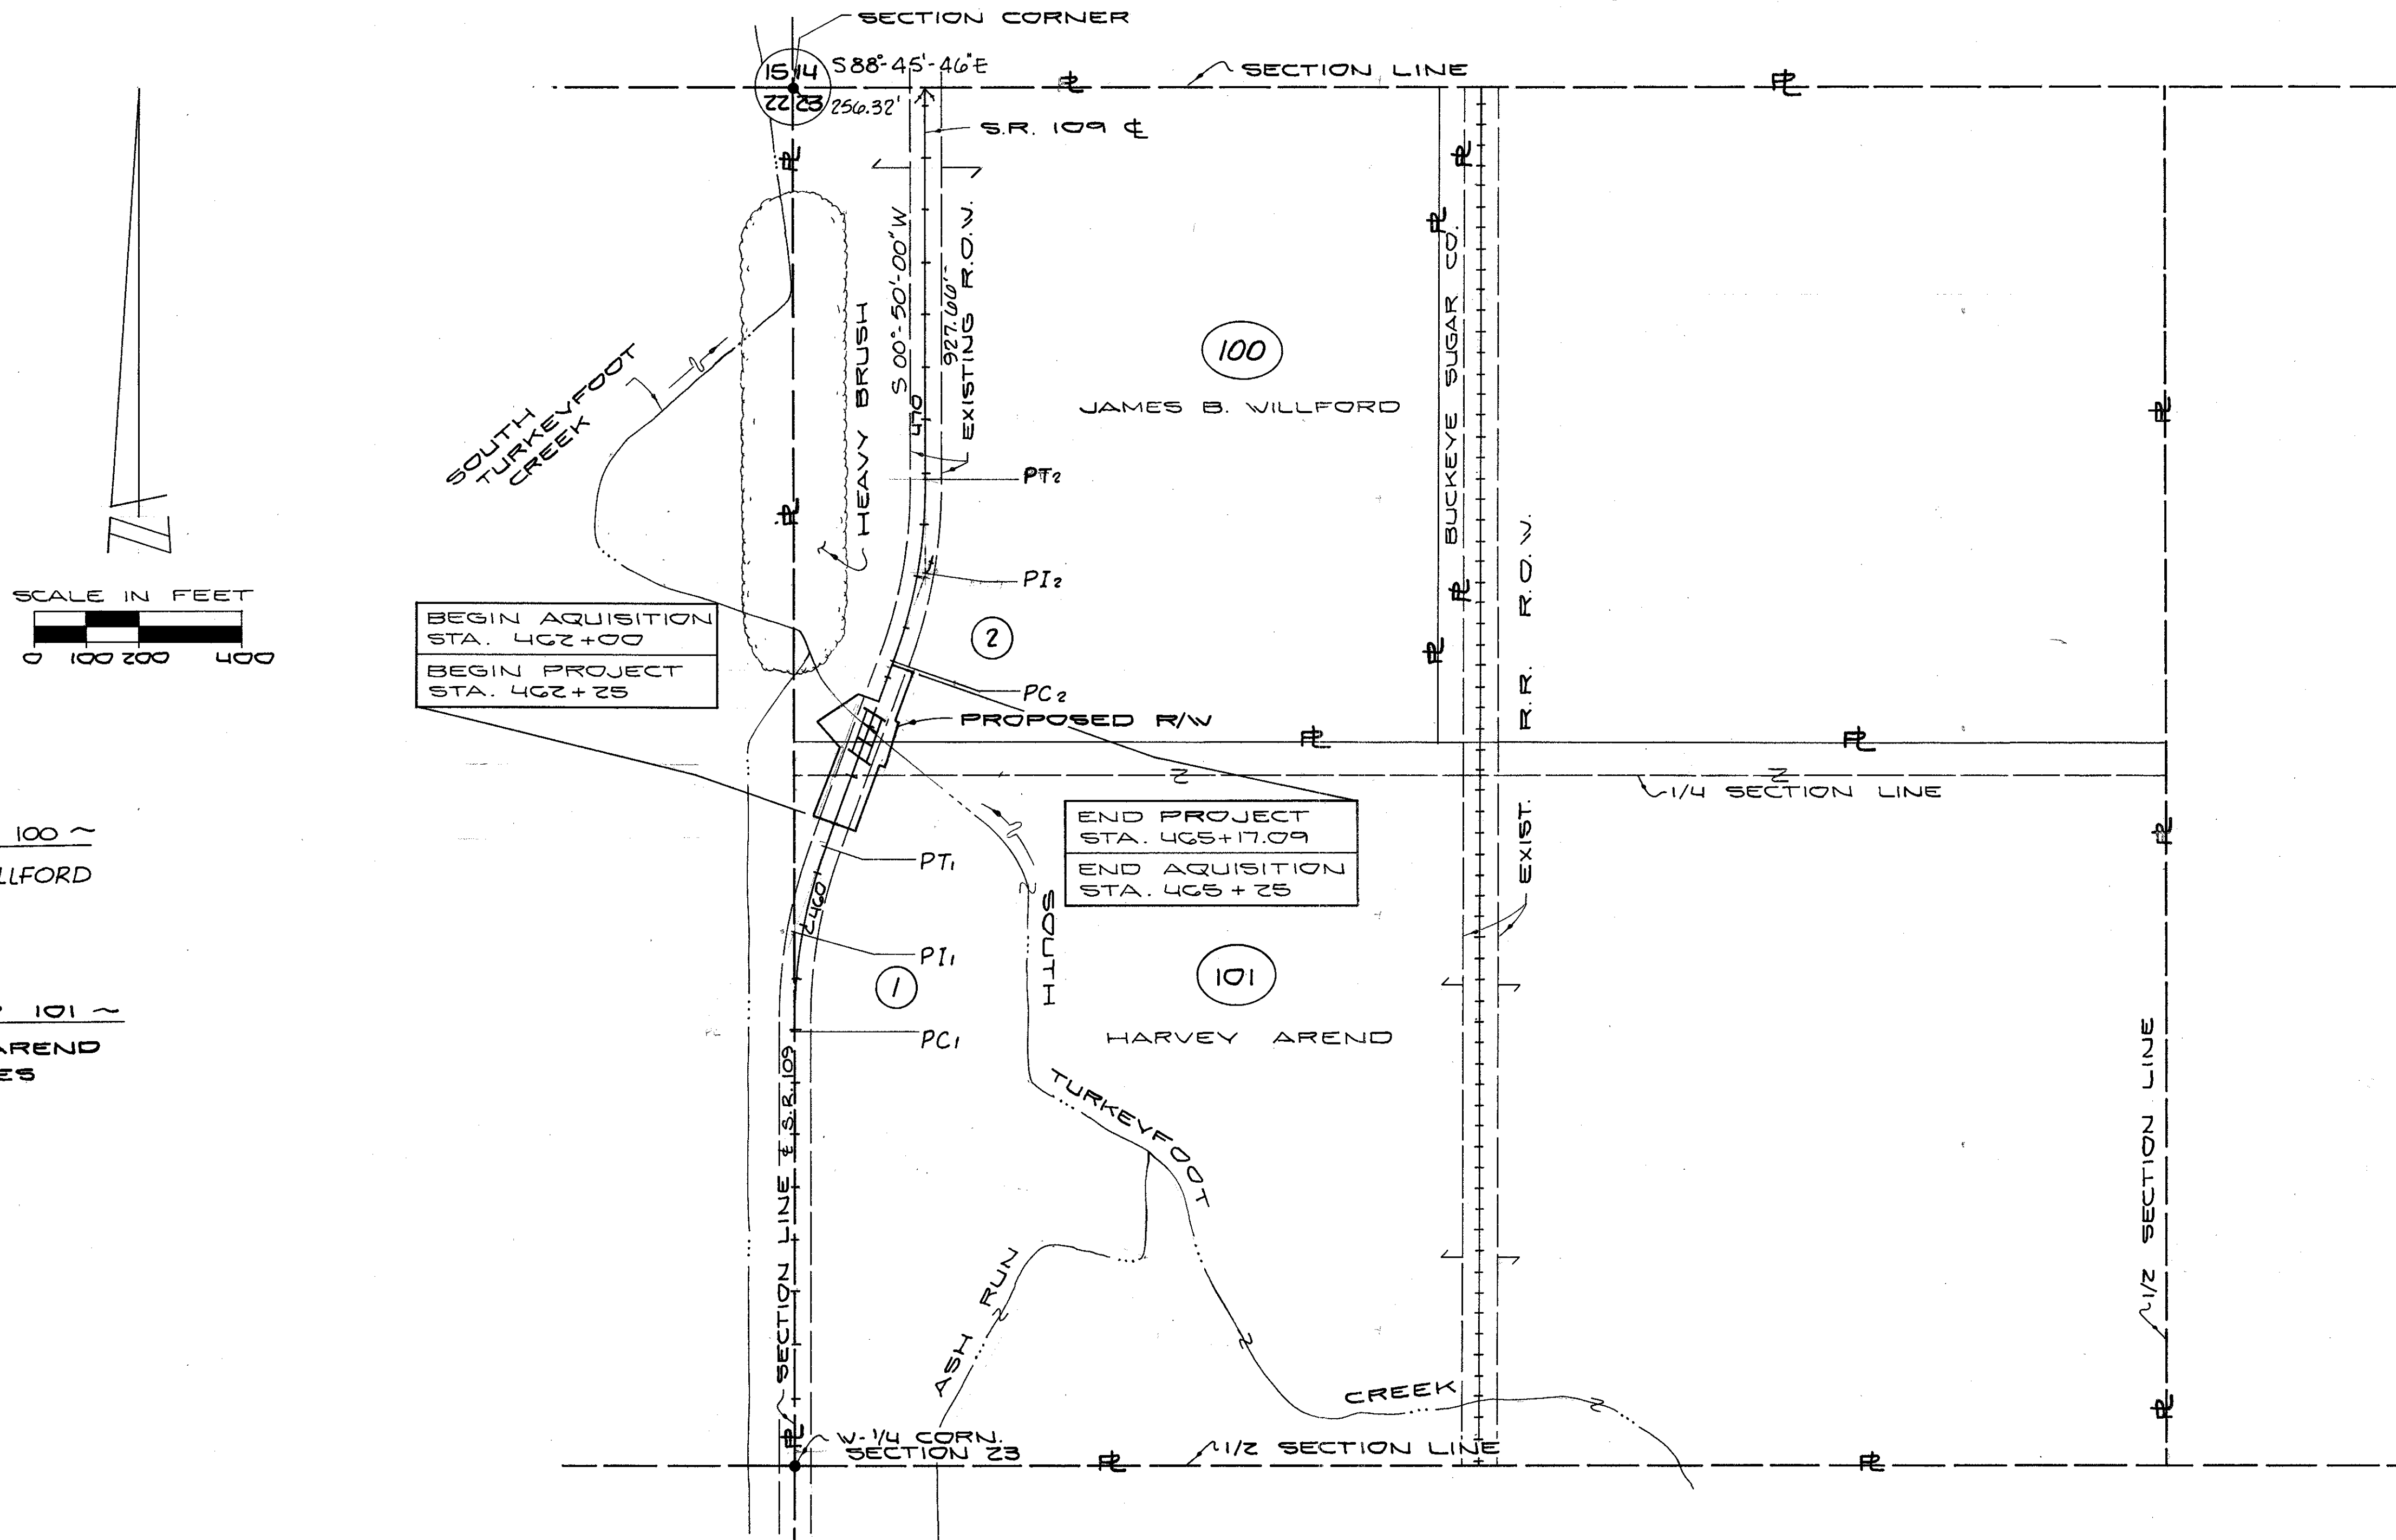 SECTION CORNER
15 14
22 23
S88°-45'-46"E
256.32'
SECTION LINE
S.R. 109 ℄
S 00°-50'-00" W
927.66'
EXISTING R.O.W.
HEAVY BRUSH
470
SOUTH
TURKEYFOOT
CREEK
100
JAMES B. WILLFORD
BUCKEYE SUGAR CO.
PT2
PI2
2
PC2
PROPOSED R/W
SCALE IN FEET
0 100 200 400
BEGIN AQUISITION
STA. 462+00
BEGIN PROJECT
STA. 462+25
EXIST. R.R. R.O.W.
1/4 SECTION LINE
END PROJECT
STA. 465+17.09
END AQUISITION
STA. 465+25
100 ~
LLFORD
101 ~
AREND
ES
PT1
460
PI1
1
PC1
101
HARVEY AREND
SOUTH
TURKEYFOOT
CREEK
ASH RUN
SECTION LINE & S.R. 109
1/2 SECTION LINE
W-1/4 CORN.
SECTION 23
1/2 SECTION LINE